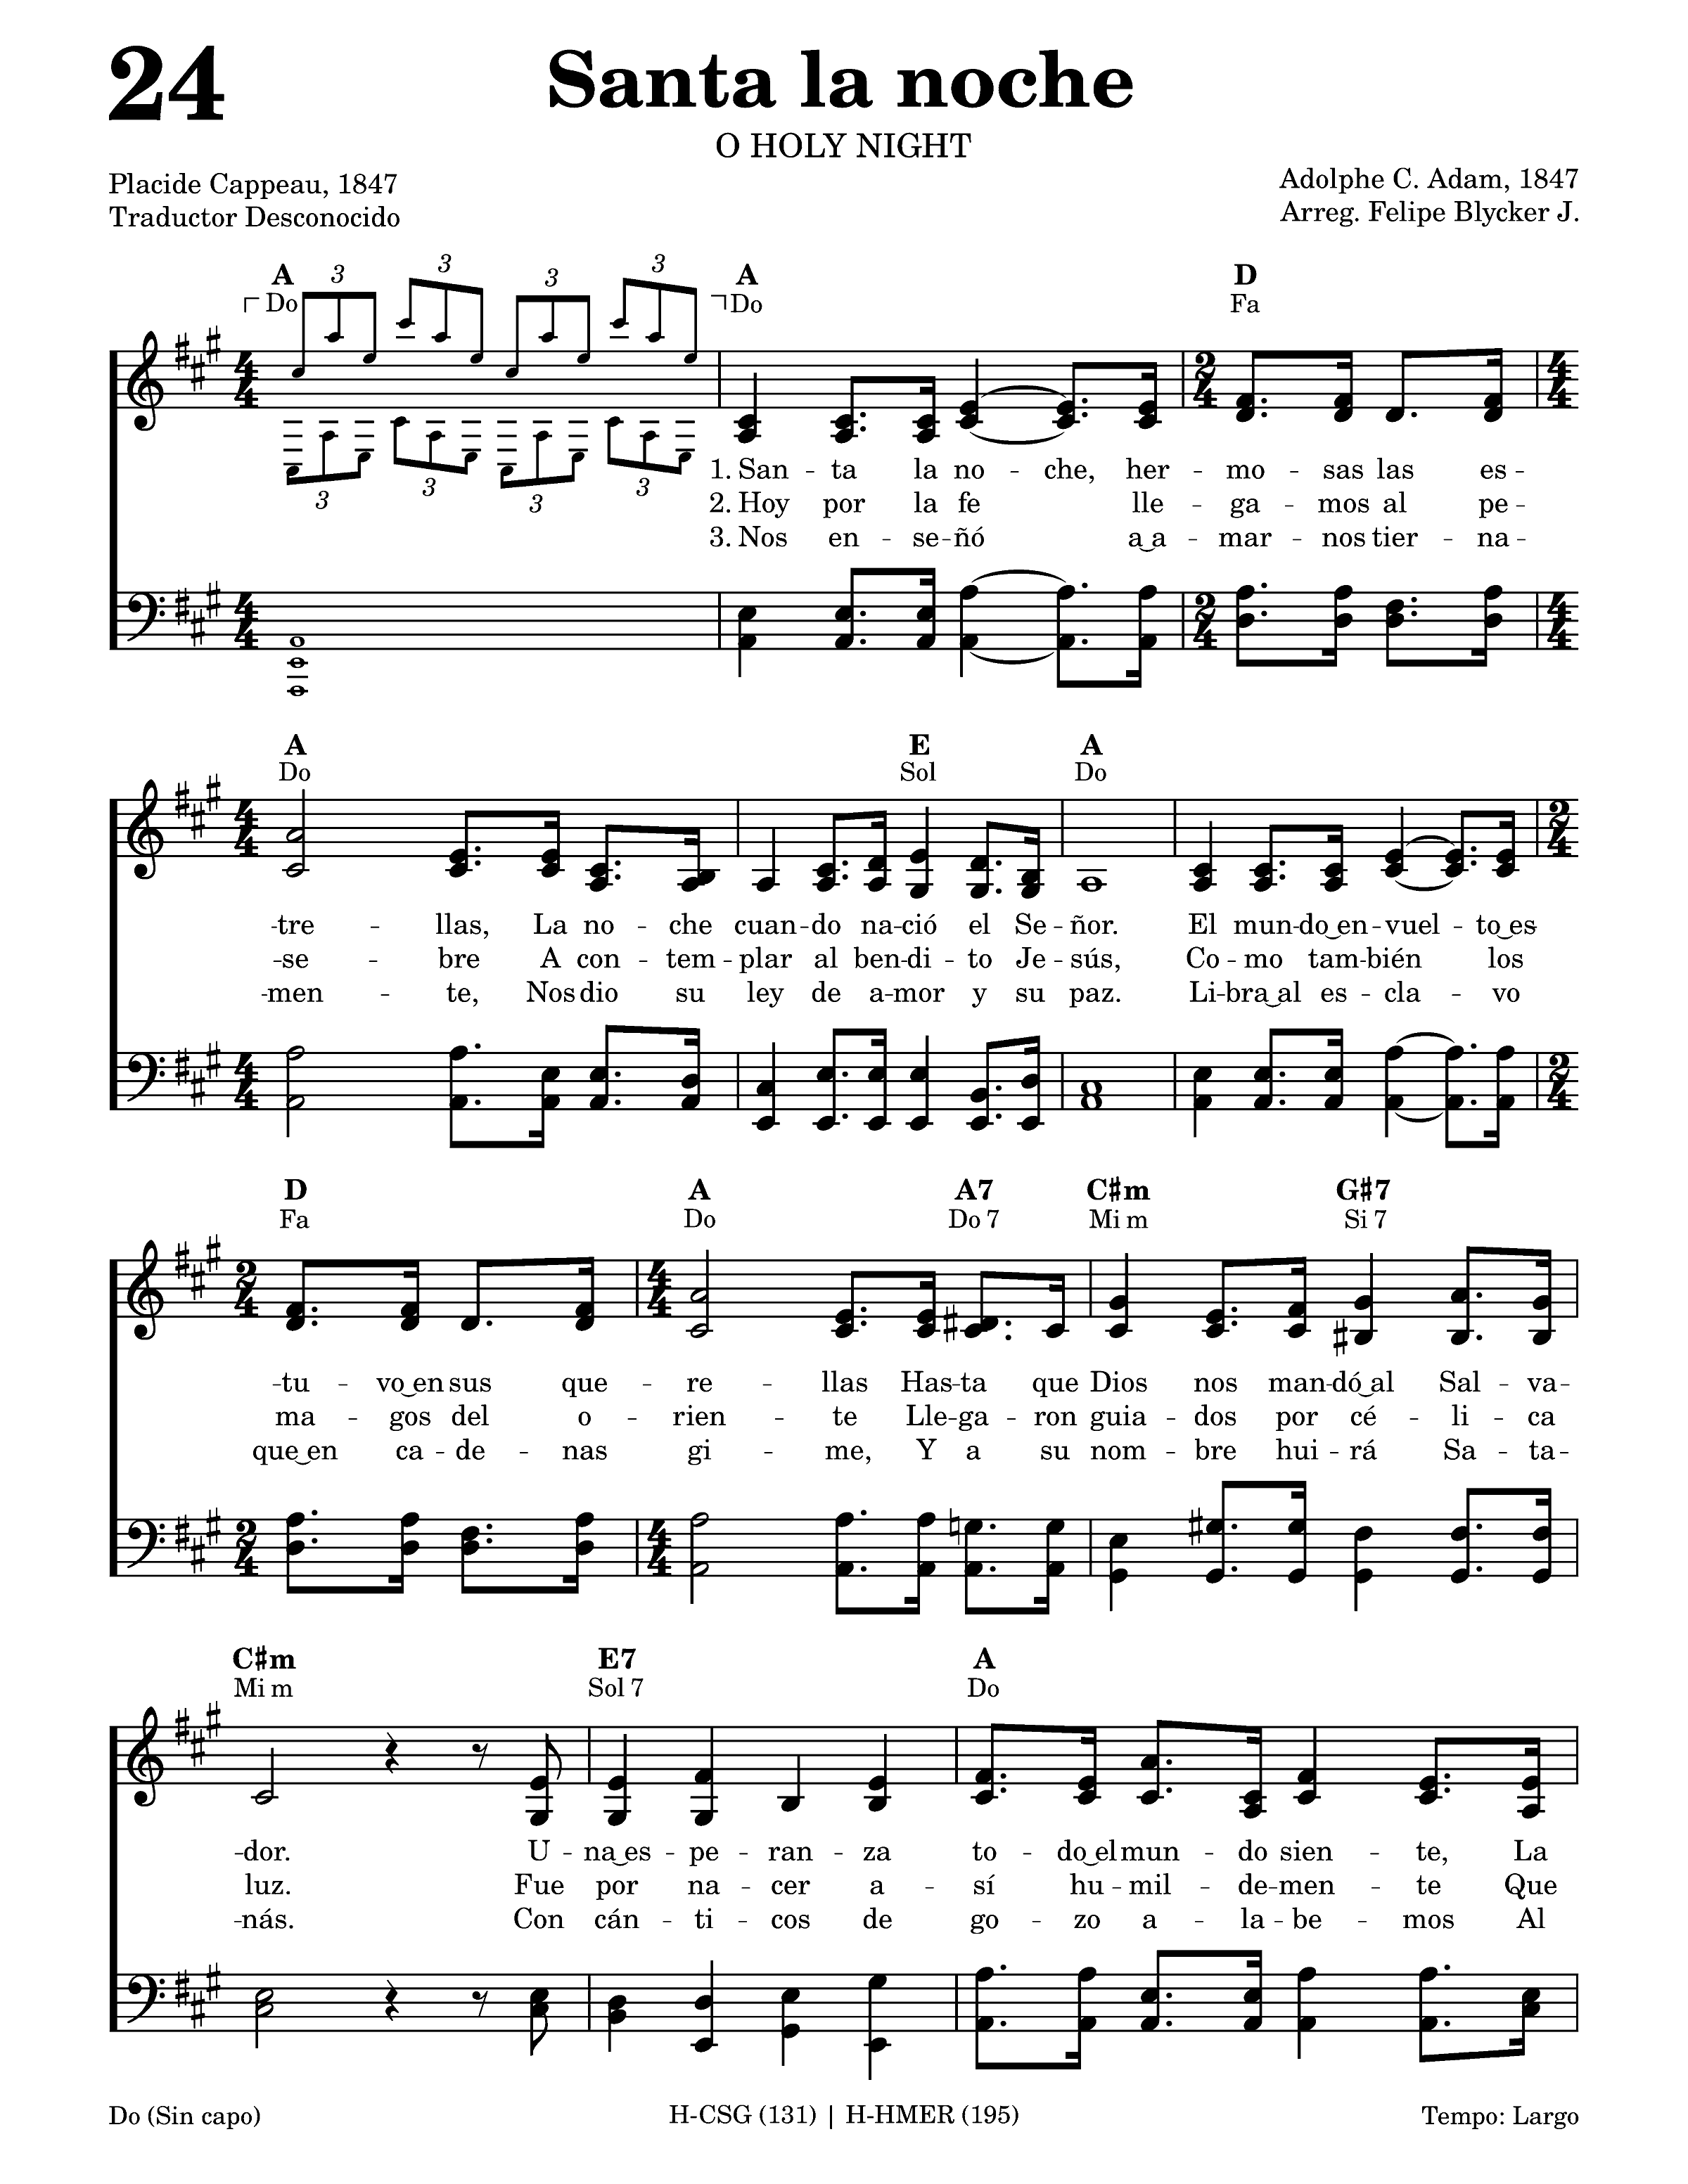 24
Santa la noche
O HOLY NIGHT
Placide Cappeau, 1847
Traductor Desconocido
Adolphe C. Adam, 1847
Arreg. Felipe Blycker J.
A A D
Do Do Fa
3 3 3 3
3 3 3 3
1. San -- ta la no -- che, her -- mo -- sas las es --
2. Hoy por la fe lle -- ga -- mos al pe --
3. Nos en -- se -- ñó a‿a -- mar -- nos tier -- na --
A E A
Do Sol Do
-- tre -- llas, La no -- che cuan -- do na -- ció el Se -- ñor. El mun -- do‿en -- vuel -- to‿es --
-- se -- bre A con -- tem -- plar al ben -- di -- to Je -- sús, Co -- mo tam -- bién los
-- men -- te, Nos dio su ley de a -- mor y su paz. Li -- bra‿al es -- cla -- vo
D A A7 C♯m G♯7
Fa Do Do 7 Mi m Si 7
-- tu -- vo‿en sus que -- re -- llas Has -- ta que Dios nos man -- dó‿al Sal -- va --
ma -- gos del o -- rien -- te Lle -- ga -- ron guia -- dos por cé -- li -- ca
que‿en ca -- de -- nas gi -- me, Y a su nom -- bre hui -- rá Sa -- ta --
C♯m E7 A
Mi m Sol 7 Do
-- dor. U -- na‿es -- pe -- ran -- za to -- do‿el mun -- do sien -- te, La
luz. Fue por na -- cer a -- sí hu -- mil -- de -- men -- te Que
-- nás. Con cán -- ti -- cos de go -- zo a -- la -- be -- mos Al
Do (Sin capo)
H-CSG (131) | H-HMER (195)
Tempo: Largo